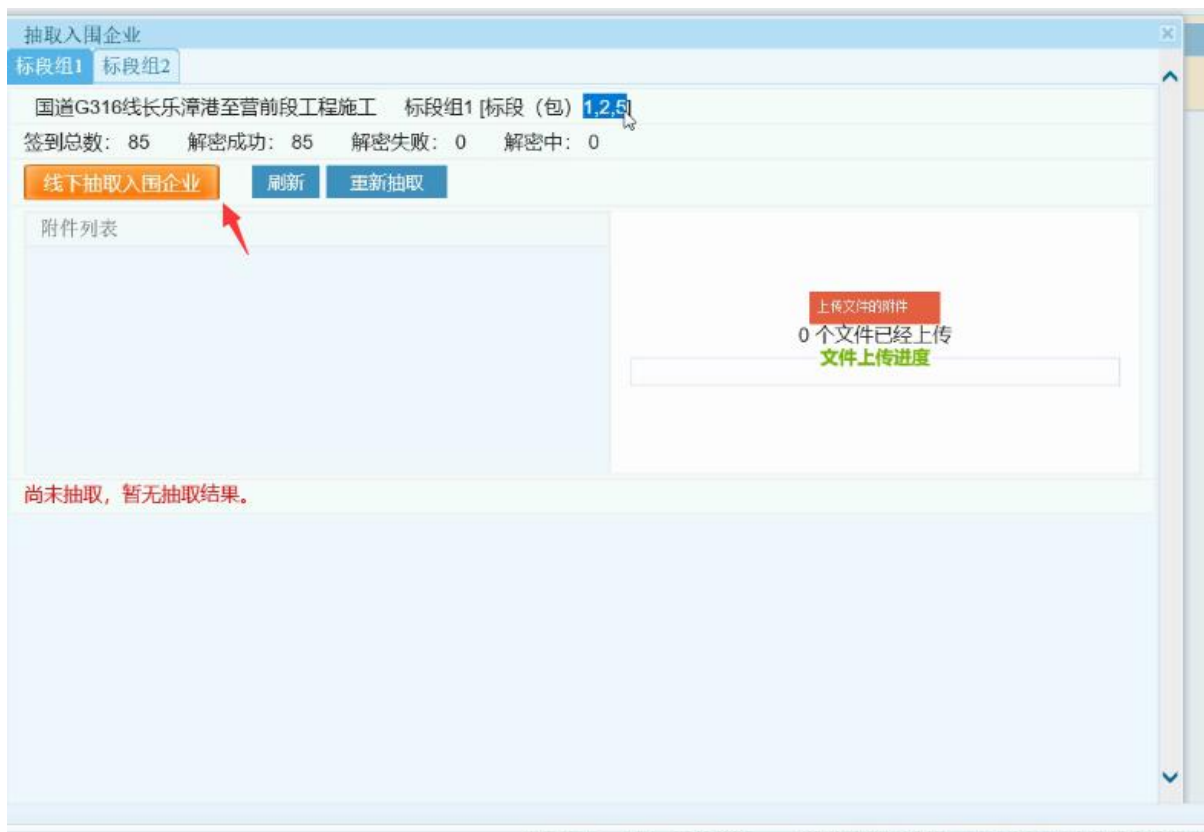 抽取入围企业
标段组1 标段组2
国道G316线长乐漳港至营前段工程施工 标段组1 [标段（包）1,2,5]
签到总数：85 解密成功：85 解密失败：0 解密中：0
线下抽取入围企业 刷新 重新抽取
附件列表
上传文件的附件
0 个文件已经上传
文件上传进度
尚未抽取，暂无抽取结果。